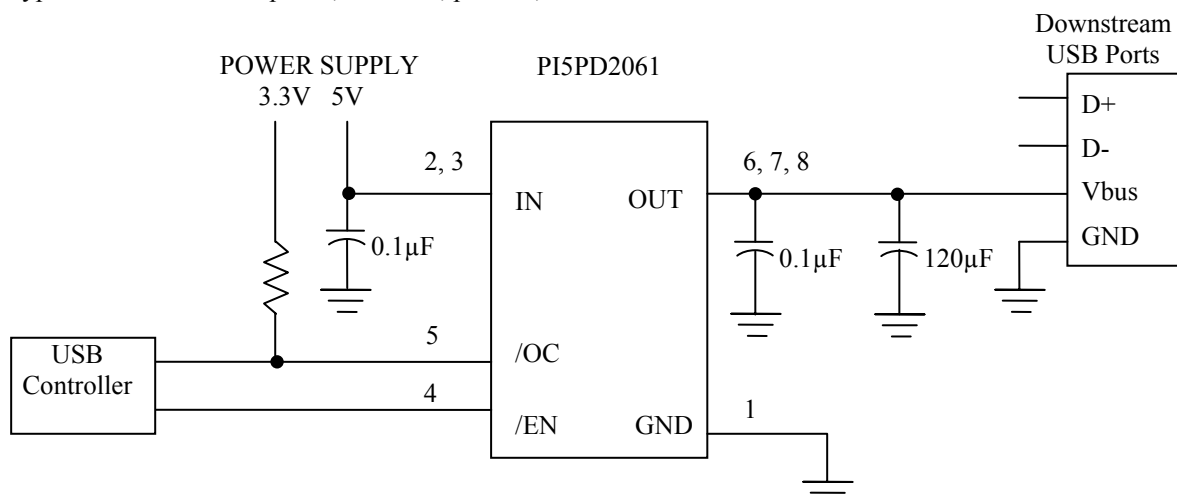 Downstream
USB Ports
POWER SUPPLY
3.3V 5V
PI5PD2061
D+
D-
Vbus
GND
2, 3
6, 7, 8
IN
OUT
0.1µF
0.1µF
120µF
USB
Controller
5
/OC
4
/EN
GND
1